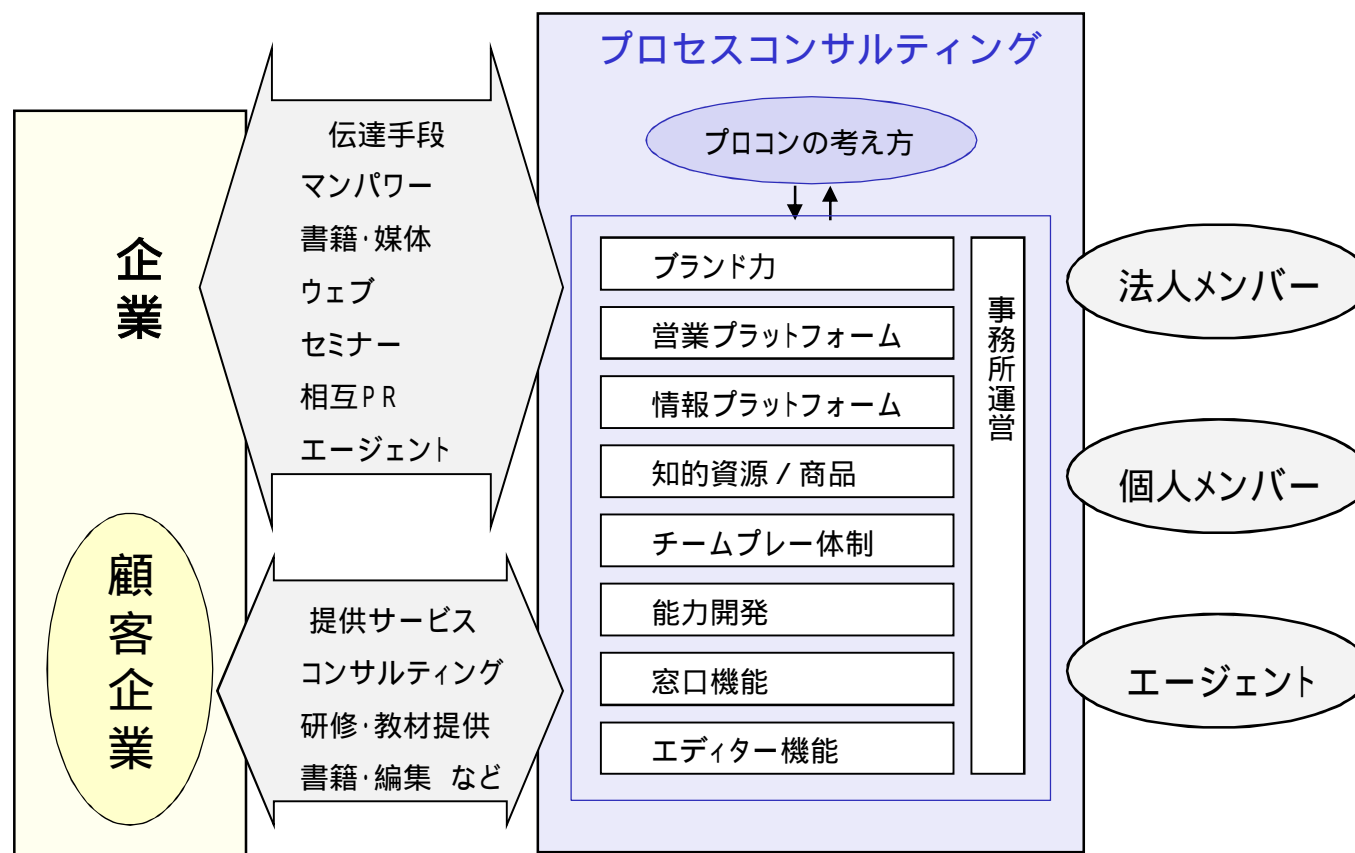 企業
顧客企業
伝達手段
マンパワー
書籍・媒体
ウェブ
セミナー
相互PR
エージェント
提供サービス
コンサルティング
研修・教材提供
書籍・編集 など
プロセスコンサルティング
プロコンの考え方
ブランド力
営業プラットフォーム
情報プラットフォーム
知的資源／商品
チームプレー体制
能力開発
窓口機能
エディター機能
事務所運営
法人メンバー
個人メンバー
エージェント